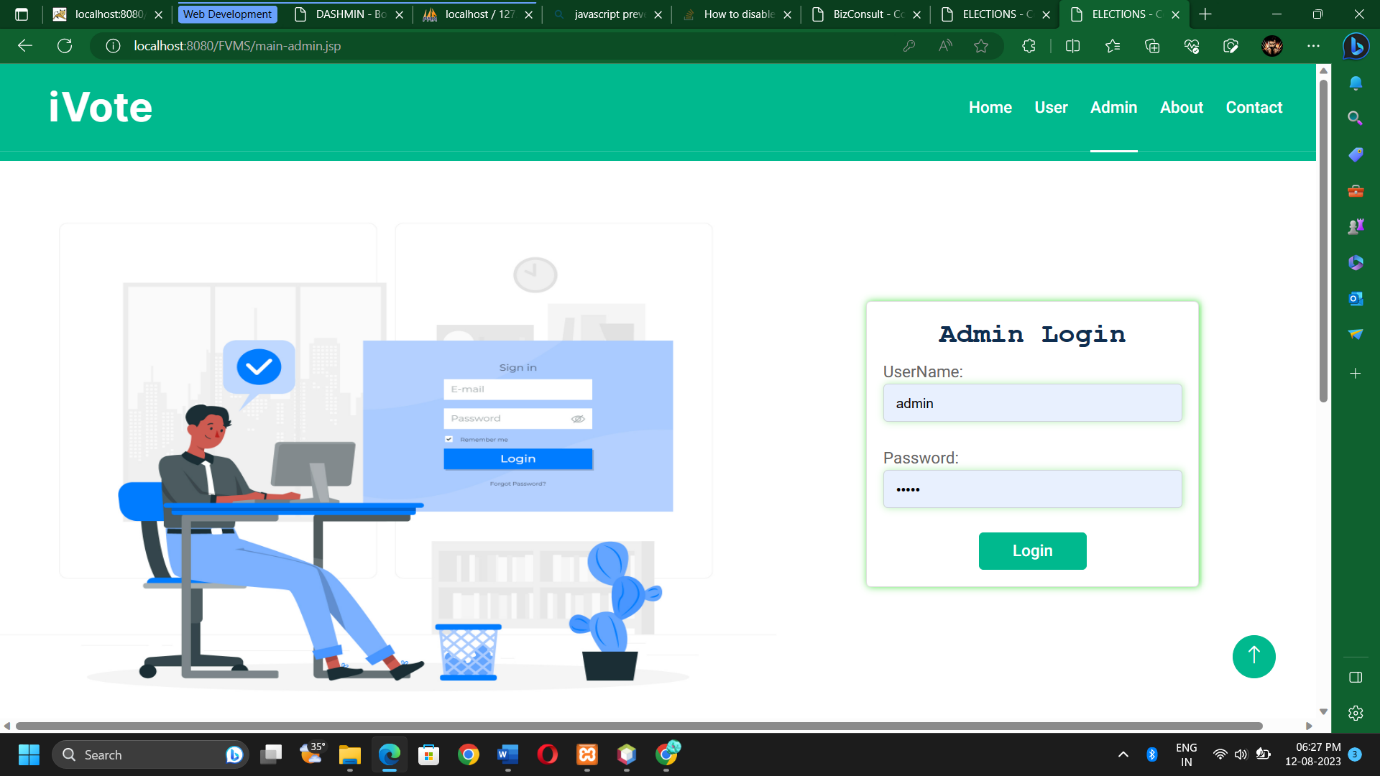 localhost:8080/
Web Development
DASHMIN - Bo
localhost / 127
javascript prev
How to disable
BizConsult - Co
ELECTIONS - C
ELECTIONS - C
localhost:8080/FVMS/main-admin.jsp
iVote
Home
User
Admin
About
Contact
Sign in
E-mail
Password
Remember me
Login
Forgot Password?
Admin Login
UserName:
admin
Password:
•••••
Login
Search
35°
ENG
IN
06:27 PM
12-08-2023
3